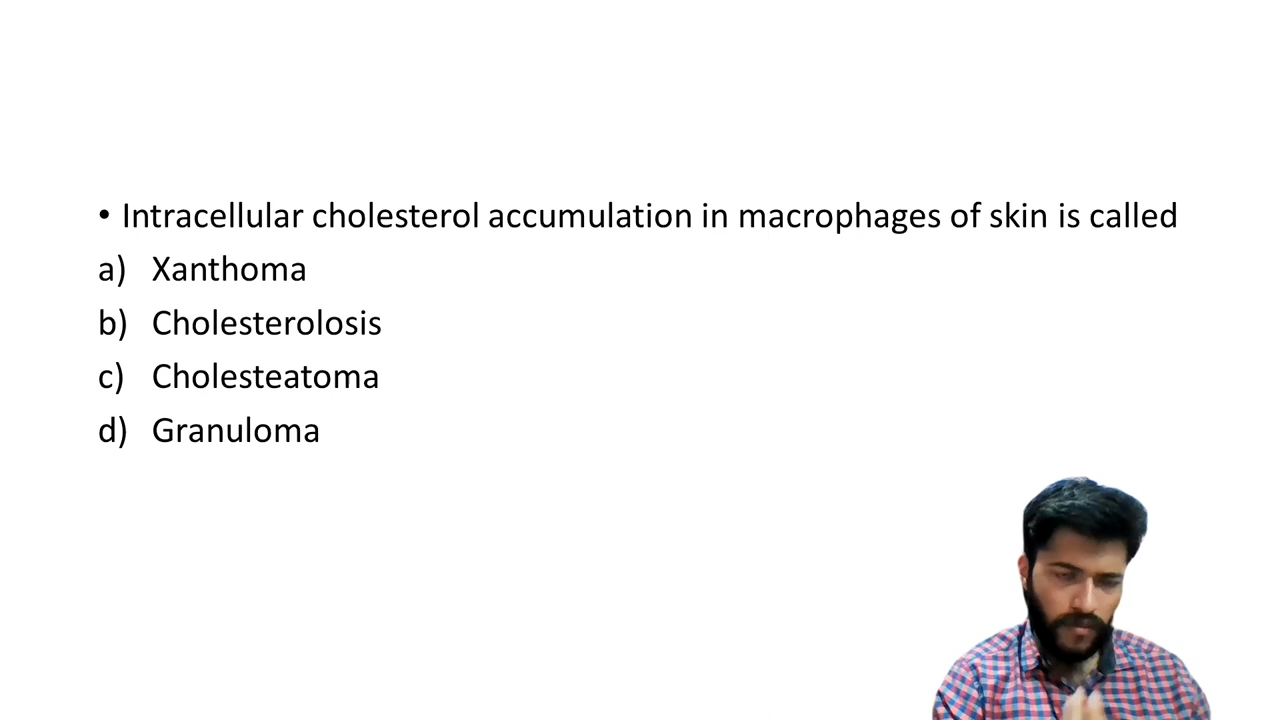 • Intracellular cholesterol accumulation in macrophages of skin is called
a) Xanthoma
b) Cholesterolosis
c) Cholesteatoma
d) Granuloma